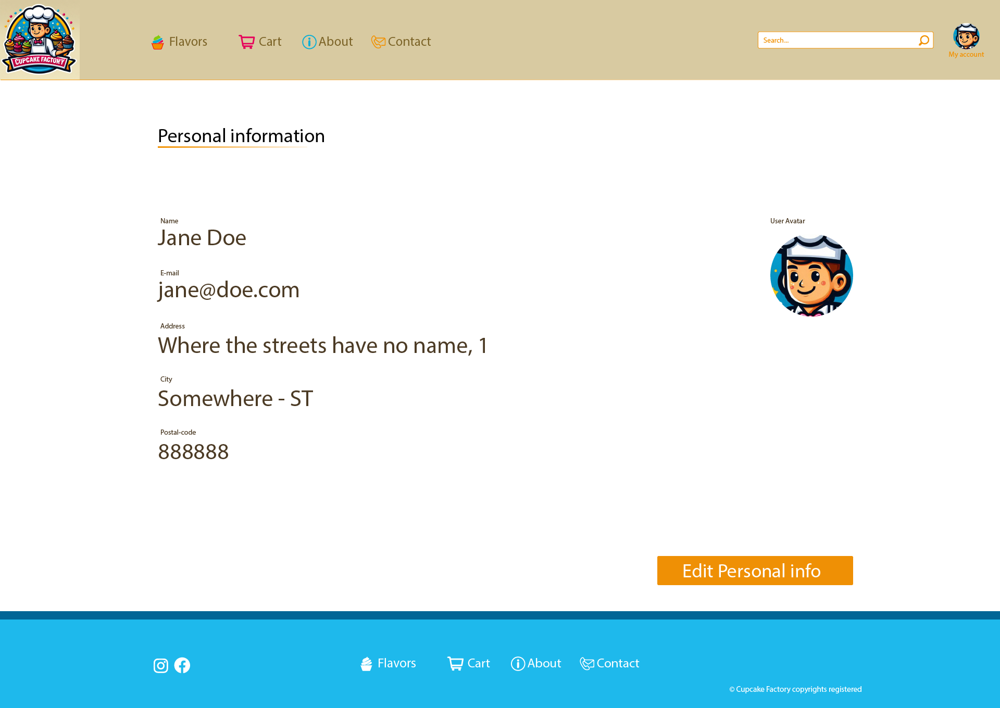 CUPCAKE FACTORY
Flavors
Cart
About
Contact
Search...
My account
Personal information
Name
Jane Doe
User Avatar
E-mail
jane@doe.com
Address
Where the streets have no name, 1
City
Somewhere - ST
Postal-code
888888
Edit Personal info
Flavors
Cart
About
Contact
© Cupcake Factory copyrights registered